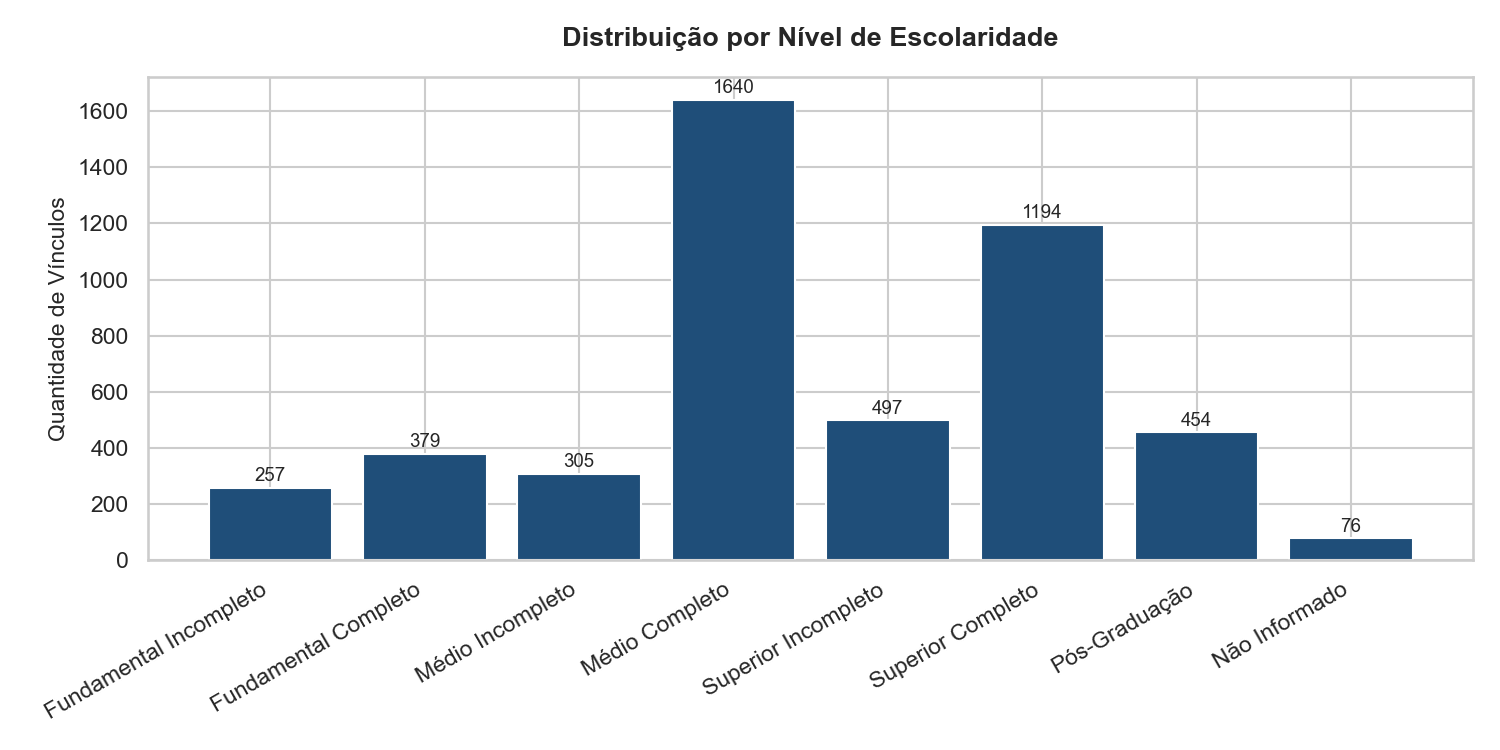 Distribuição por Nível de Escolaridade
Quantidade de Vínculos
1600
1400
1200
1000
800
600
400
200
0
257
379
305
1640
497
1194
454
76
Fundamental Incompleto
Fundamental Completo
Médio Incompleto
Médio Completo
Superior Incompleto
Superior Completo
Pós-Graduação
Não Informado